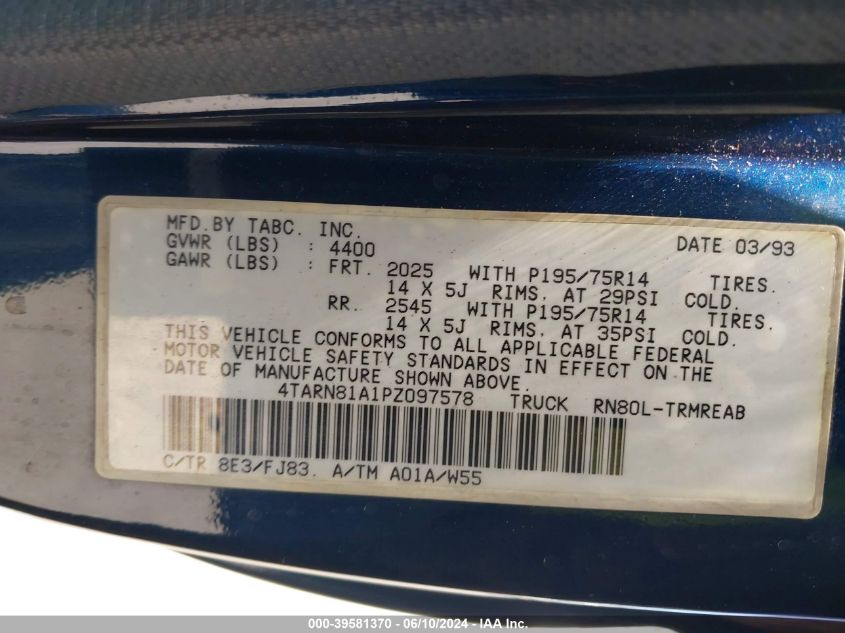 MFD.BY TABC. INC. DATE 03/93
GVWR (LBS) : 4400
GAWR (LBS) : FRT. 2025 WITH P195/75R14 TIRES.
14 X 5J RIMS. AT 29PSI COLD.
RR. 2545 WITH P195/75R14 TIRES.
14 X 5J RIMS. AT 35PSI COLD.
THIS VEHICLE CONFORMS TO ALL APPLICABLE FEDERAL
MOTOR VEHICLE SAFETY STANDARDS IN EFFECT ON THE
DATE OF MANUFACTURE SHOWN ABOVE.
4TARN81A1PZ097578 TRUCK RN80L-TRMREAB
C/TR 8E3/FJ83. A/TM A01A/W55
000-39581370 - 06/10/2024 - IAA Inc.